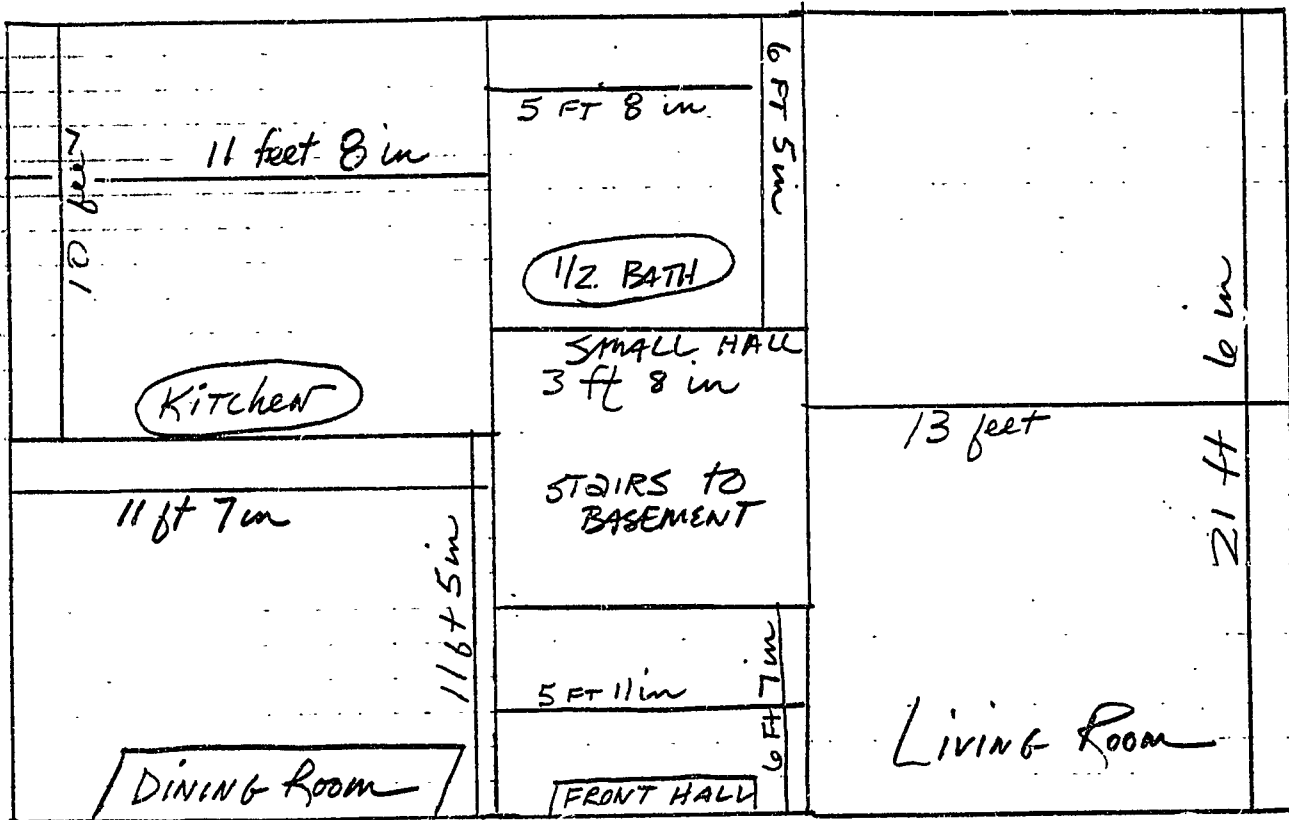 10 feet
11 feet 8 in
Kitchen
5 FT 8 in.
6 FT 5 in
1/2 BATH
SMALL HALL
3 ft 8 in
STAIRS to
BASEMENT
13 feet
21 ft 6 in
11 ft 7 in
11 ft 5 in
DINING Room
5 FT 11 in
6 Ft 7 in
FRONT HALL
LIVING Room